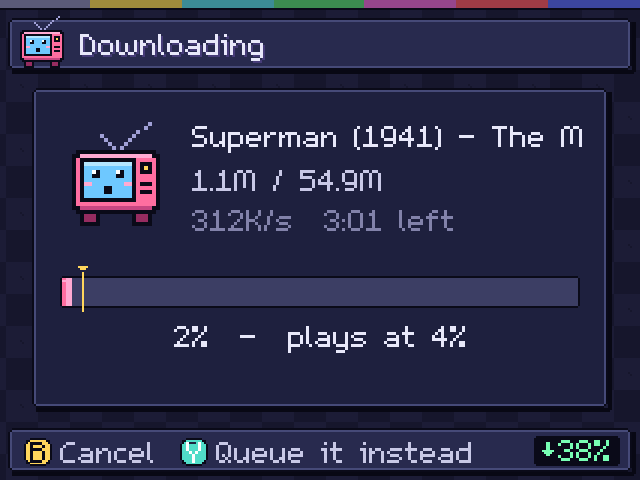 Downloading
Superman (1941) - The M
1.1M / 54.9M
312K/s 3:01 left
2% - plays at 4%
B Cancel Y Queue it instead ↓38%